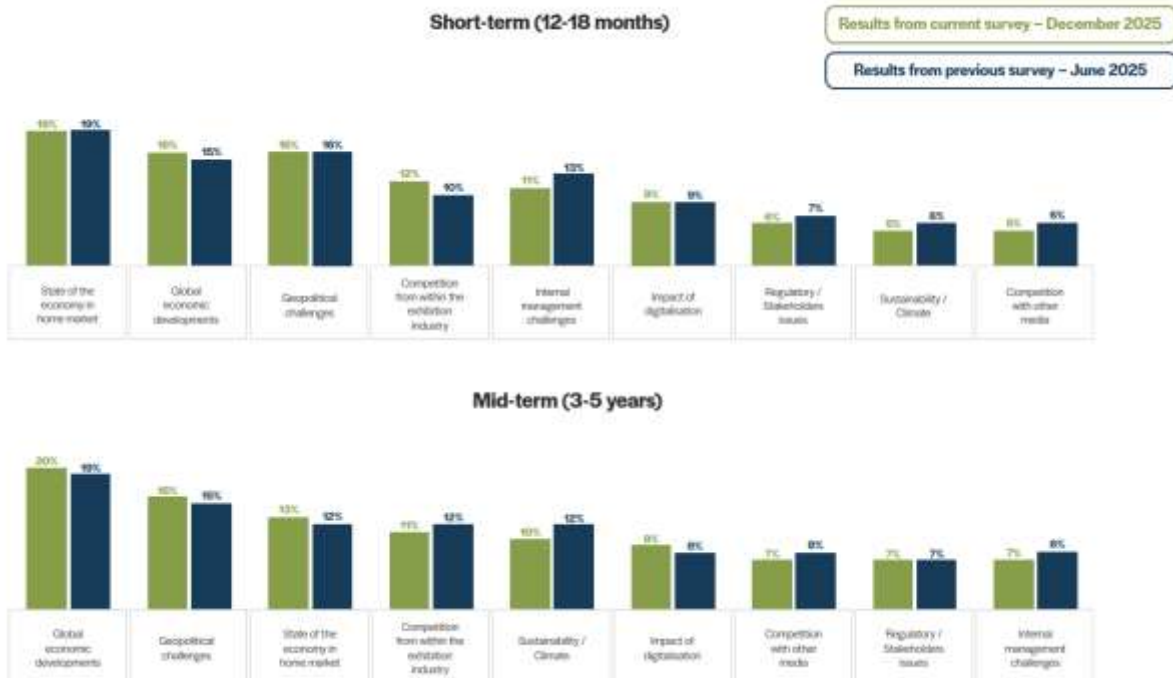 Short-term (12-18 months)
Results from current survey – December 2025
Results from previous survey – June 2025
19% 19%
16% 15%
16% 16%
12% 10%
11% 13%
9% 9%
6% 7%
5% 6%
5% 6%
State of the
economy in
home market
Global
economic
developments
Geopolitical
challenges
Competition
from within the
exhibition
industry
Internal
management
challenges
Impact of
digitalisation
Regulatory /
Stakeholders
issues
Sustainability /
Climate
Competition
with other
media
Mid-term (3-5 years)
20% 19%
16% 15%
13% 12%
11% 12%
10% 12%
9% 8%
7% 8%
7% 7%
7% 8%
Global
economic
developments
Geopolitical
challenges
State of the
economy in
home market
Competition
from within the
exhibition
industry
Sustainability /
Climate
Impact of
digitalisation
Competition
with other
media
Regulatory /
Stakeholders
issues
Internal
management
challenges